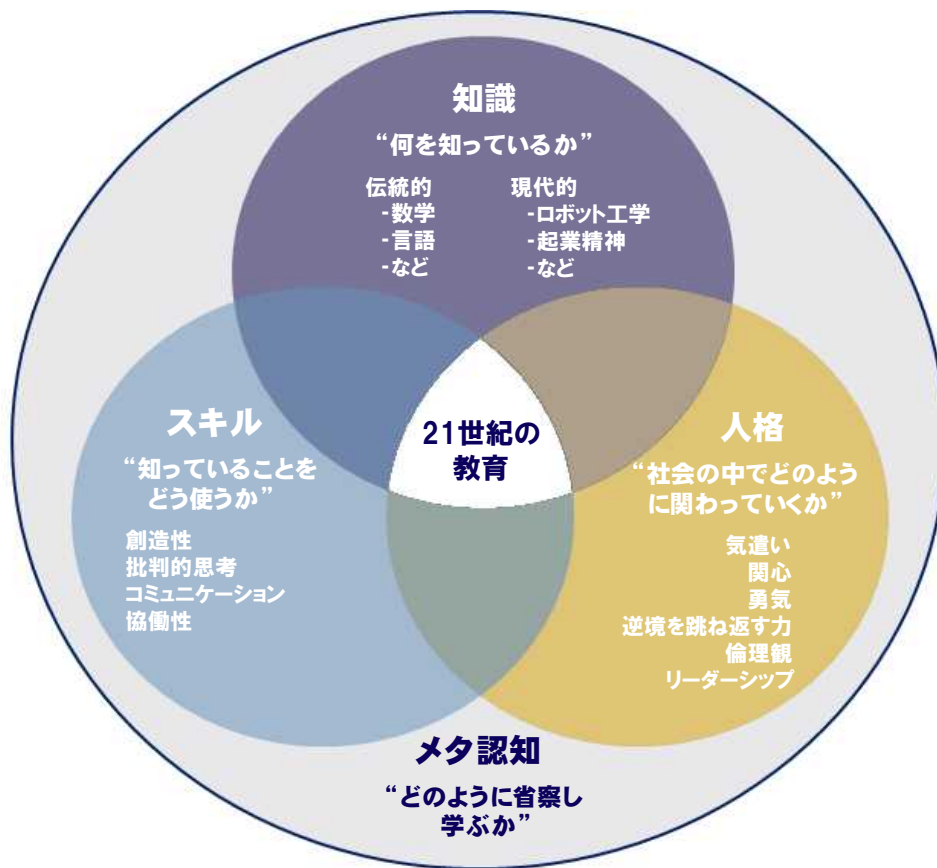 知識
“何を知っているか”
伝統的
-数学
-言語
-など
現代的
-ロボット工学
-起業精神
-など
スキル
“知っていることを
どう使うか”
創造性
批判的思考
コミュニケーション
協働性
21世紀の
教育
人格
“社会の中でどのよう
に関わっていくか”
気遣い
関心
勇気
逆境を跳ね返す力
倫理観
リーダーシップ
メタ認知
“どのように省察し
学ぶか”